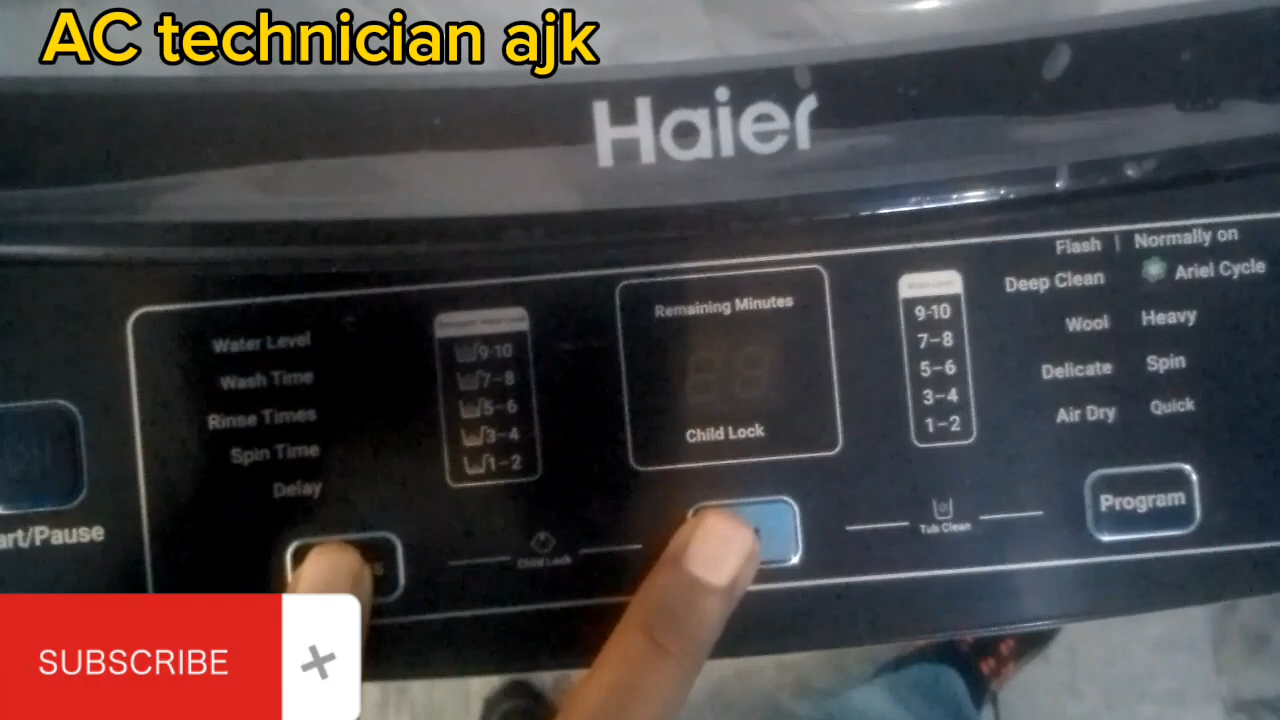 AC technician ajk
Haier
Flash | Normally on
Deep Clean
Ariel Cycle
Wool
Heavy
Delicate
Spin
Air Dry
Quick
Remaining Minutes
Child Lock
9-10
7-8
5-6
3-4
1-2
Water Level
Wash Time
Rinse Times
Spin Time
Delay
9-10
7-8
5-6
3-4
1-2
Program
Tub Clean
Child Lock
art/Pause
SUBSCRIBE